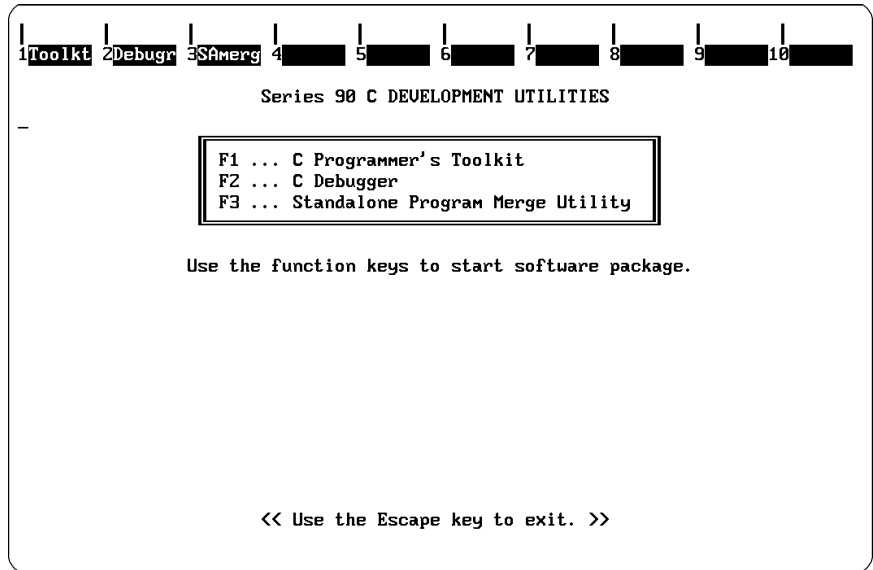 1Toolkt 2Debugr 3SAmerg 4 5 6 7 8 9 10
Series 90 C DEVELOPMENT UTILITIES
F1 ... C Programmer's Toolkit
F2 ... C Debugger
F3 ... Standalone Program Merge Utility
Use the function keys to start software package.
<< Use the Escape key to exit. >>